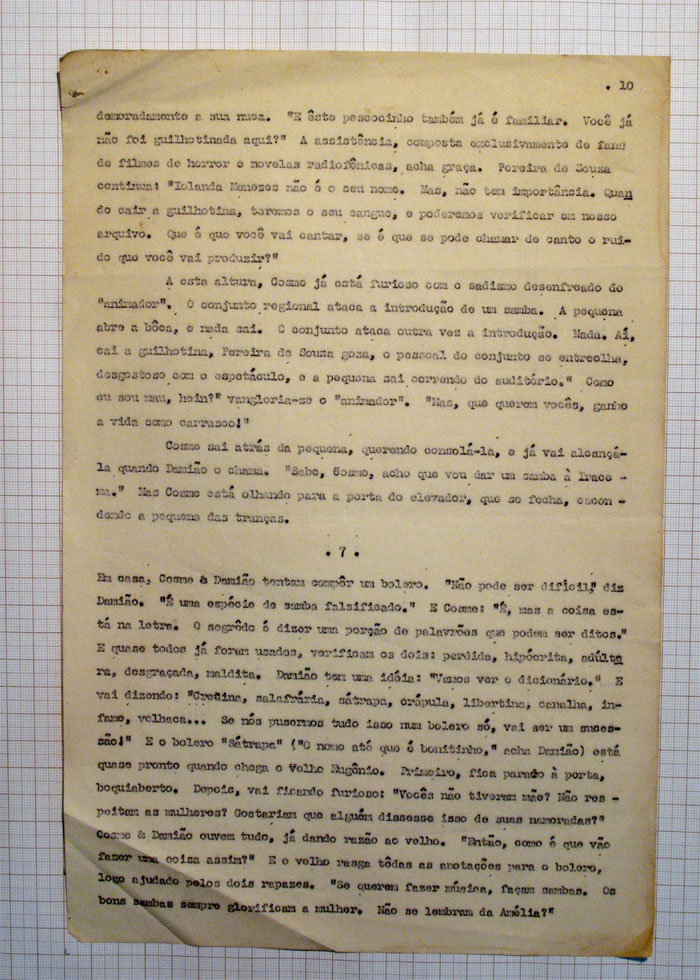 . 10
demoradamente a sua nuca. "E êste pescocinho também já é familiar. Você já
não foi guilhotinada aqui?" A assistência, composta exclusivamente de fans
de filmes de horror e novelas radiofônicas, acha graça. Pereira de Souza
continua: "Iolanda Menezes não é o seu nome. Mas, não tem importância. Quan
do cair a guilhotina, teremos o seu sangue, e poderemos verificar em nosso
arquivo. Que é que você vai cantar, se é que se pode chamar de canto o ruí-
do que você vai produzir?"
A esta altura, Cosme já está furioso com o sadismo desenfreado do
"animador". O conjunto regional ataca a introdução de um samba. A pequena
abre a bôca, e nada sai. O conjunto ataca outra vez a introdução. Nada. Aí,
cai a guilhotina, Pereira de Souza goza, o pessoal do conjunto se entreolha,
desgostoso com o espetáculo, e a pequena sai correndo do auditório." Como
eu sou mau, hein?" vangloria-se o "animador". "Mas, que querem vocês, ganho
a vida como carrasco!"
Cosme sai atrás da pequena, querendo consolá-la, e já vai alcançá-
la quando Damião o chama. "Sabe, Cosme, acho que vou dar um samba à Irace -
ma." Mas Cosme está olhando para a porta do elevador, que se fecha, escon -
dendo a pequena das tranças.
. 7 .
Em casa, Cosme & Damião tentam compôr um bolero. "Não pode ser difícil," diz
Damião. "É uma espécie de samba falsificado." E Cosme: "É, mas a coisa es-
tá na letra. O segrêdo é dizer uma porção de palavrões que podem ser ditos."
E quase todos já foram usados, verificam os dois: perdida, hipócrita, adúlte
ra, desgraçada, maldita. Damião tem uma idéia: "Vamos ver o dicionário." E
vai dizendo: "Cretina, salafrária, sátrapa, crápula, libertina, canalha, in-
fame, velhaca... Se nós pusermos tudo isso num bolero só, vai ser um suces-
são!" E o bolero "Sátrapa" ("O nome até que é bonitinho," acha Damião) está
quase pronto quando chega o Velho Eugênio. Primeiro, fica parado à porta,
boquiaberto. Depois, vai ficando furioso: "Vocês não tiveram mãe? Não res -
peitam as mulheres? Gostariam que alguém dissesse isso de suas namoradas?"
Cosme & Damião ouvem tudo, já dando razão ao velho. "Então, como é que vão
fazer uma coisa assim?" E o velho rasga tôdas as anotações para o bolero,
logo ajudado pelos dois rapazes. "Se querem fazer música, façam sambas. Os
bons sambas sempre glorificam a mulher. Não se lembram da Amélia?"